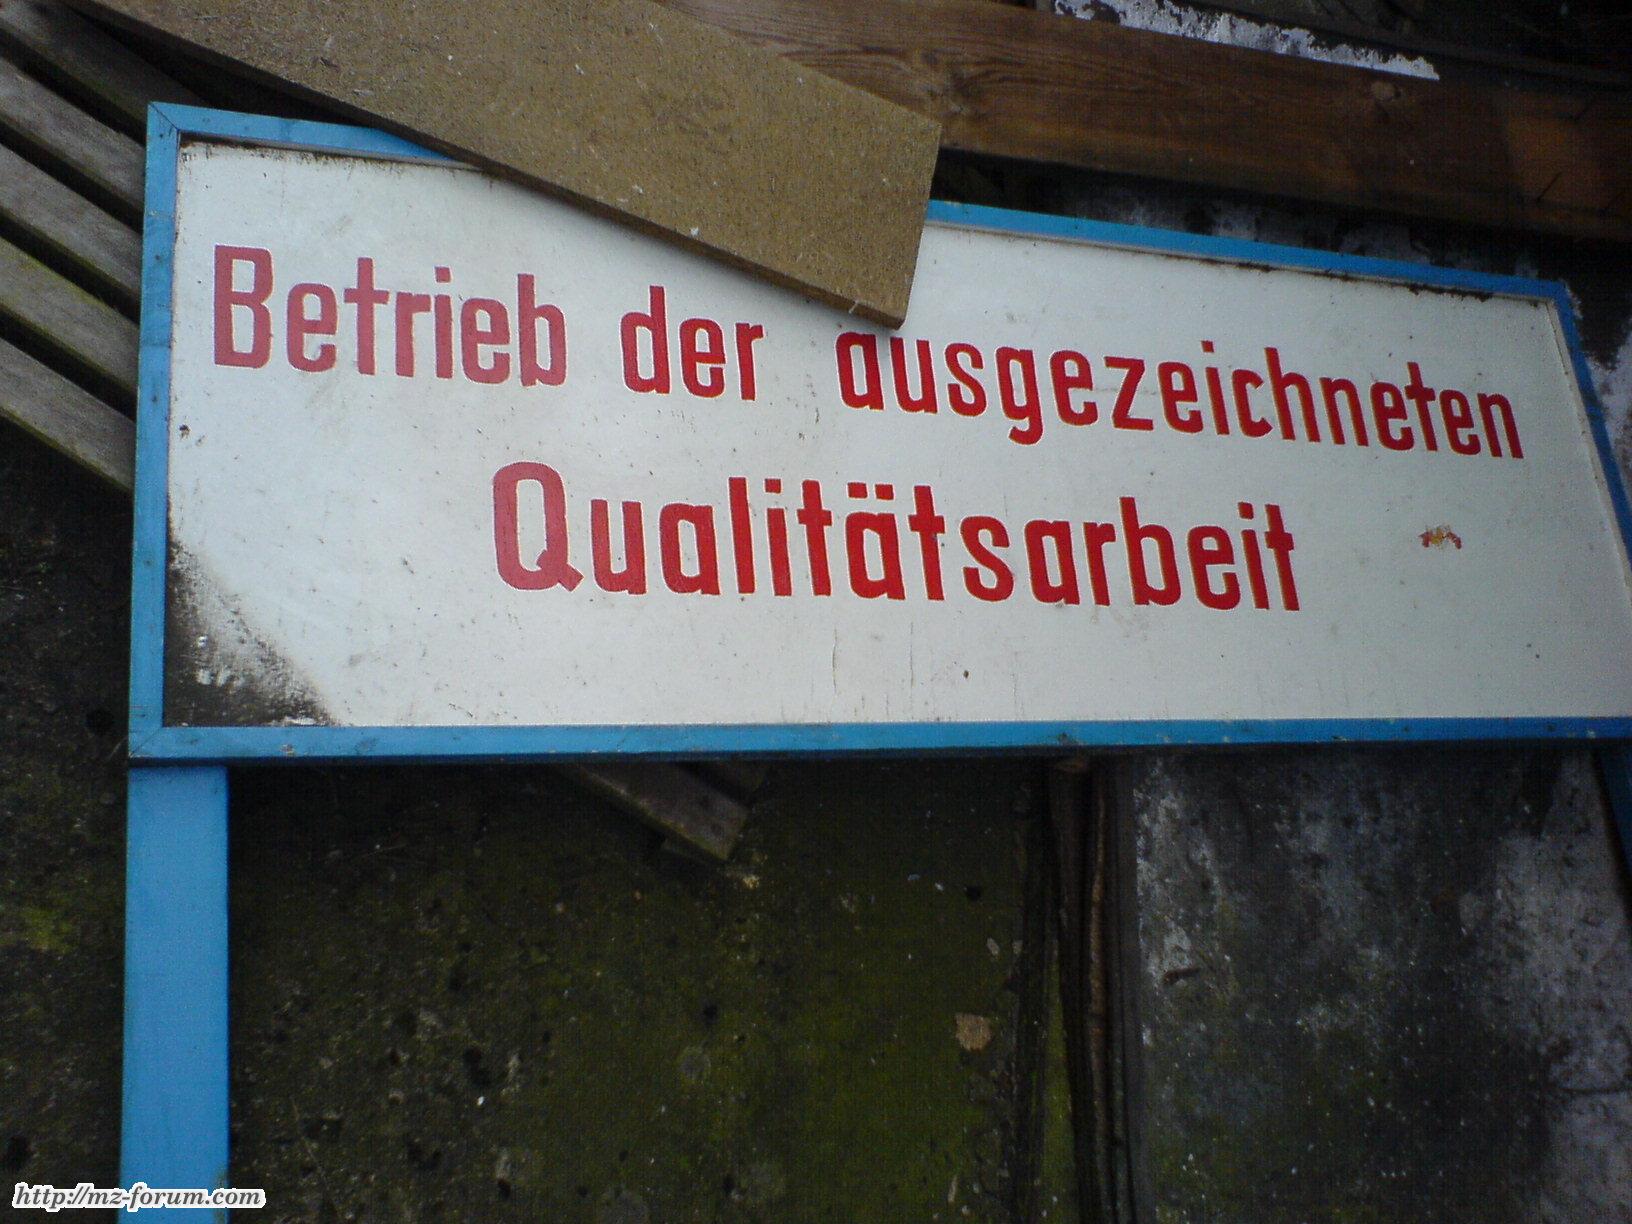 Betrieb der ausgezeichneten
Qualitätsarbeit
http://mz-forum.com